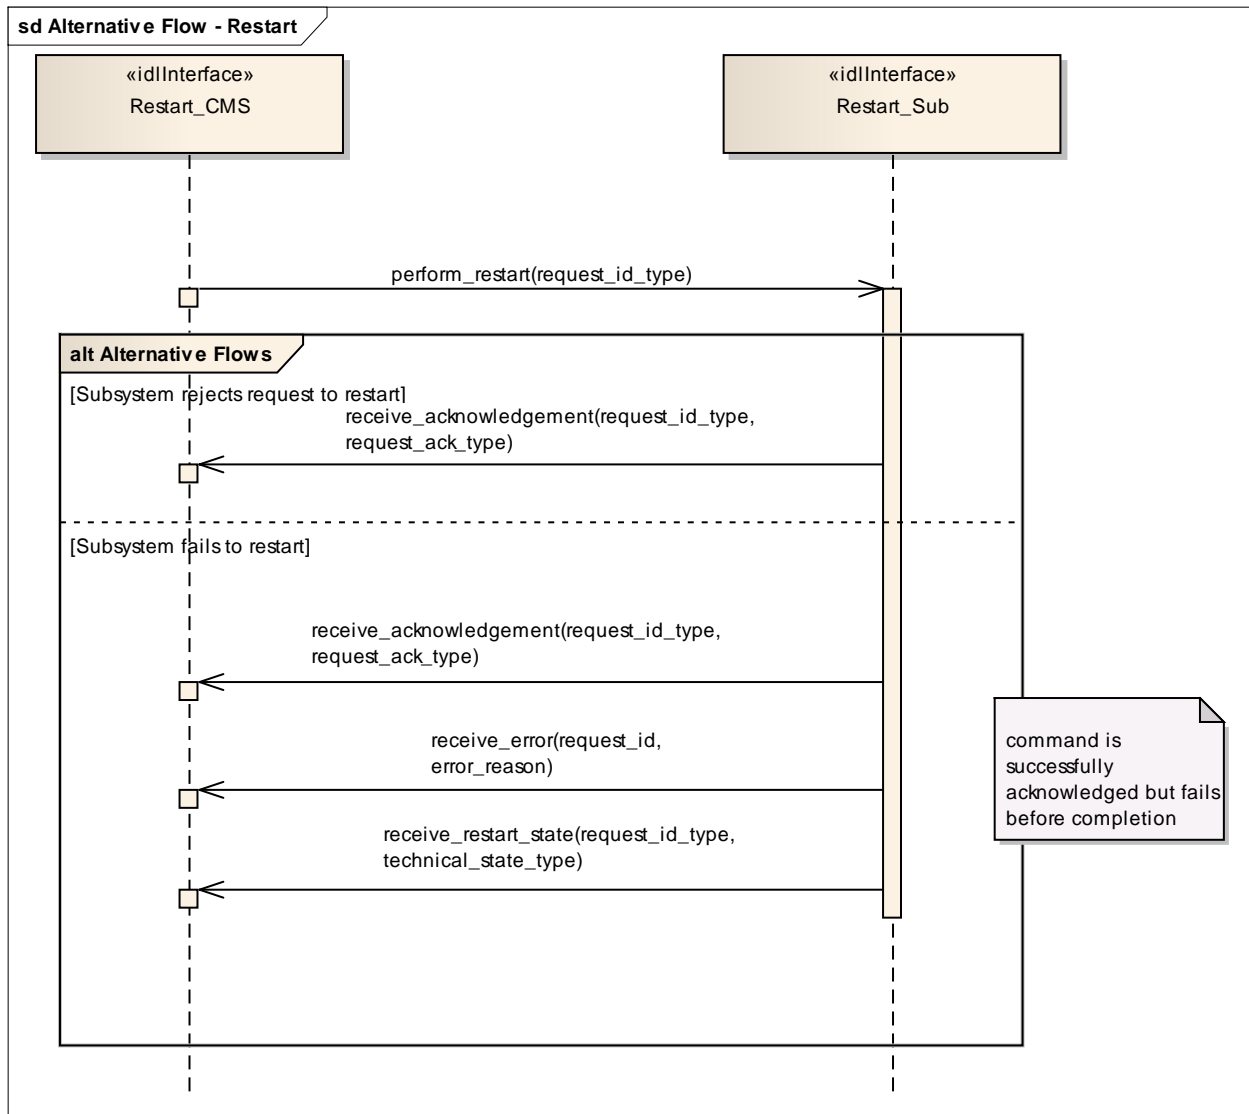 sd Alternative Flow - Restart
«idlInterface»
Restart_CMS
«idlInterface»
Restart_Sub
perform_restart(request_id_type)
alt Alternative Flows
[Subsystem rejects request to restart]
receive_acknowledgement(request_id_type,
request_ack_type)
[Subsystem fails to restart]
receive_acknowledgement(request_id_type,
request_ack_type)
receive_error(request_id,
error_reason)
command is
successfully
acknowledged but fails
before completion
receive_restart_state(request_id_type,
technical_state_type)